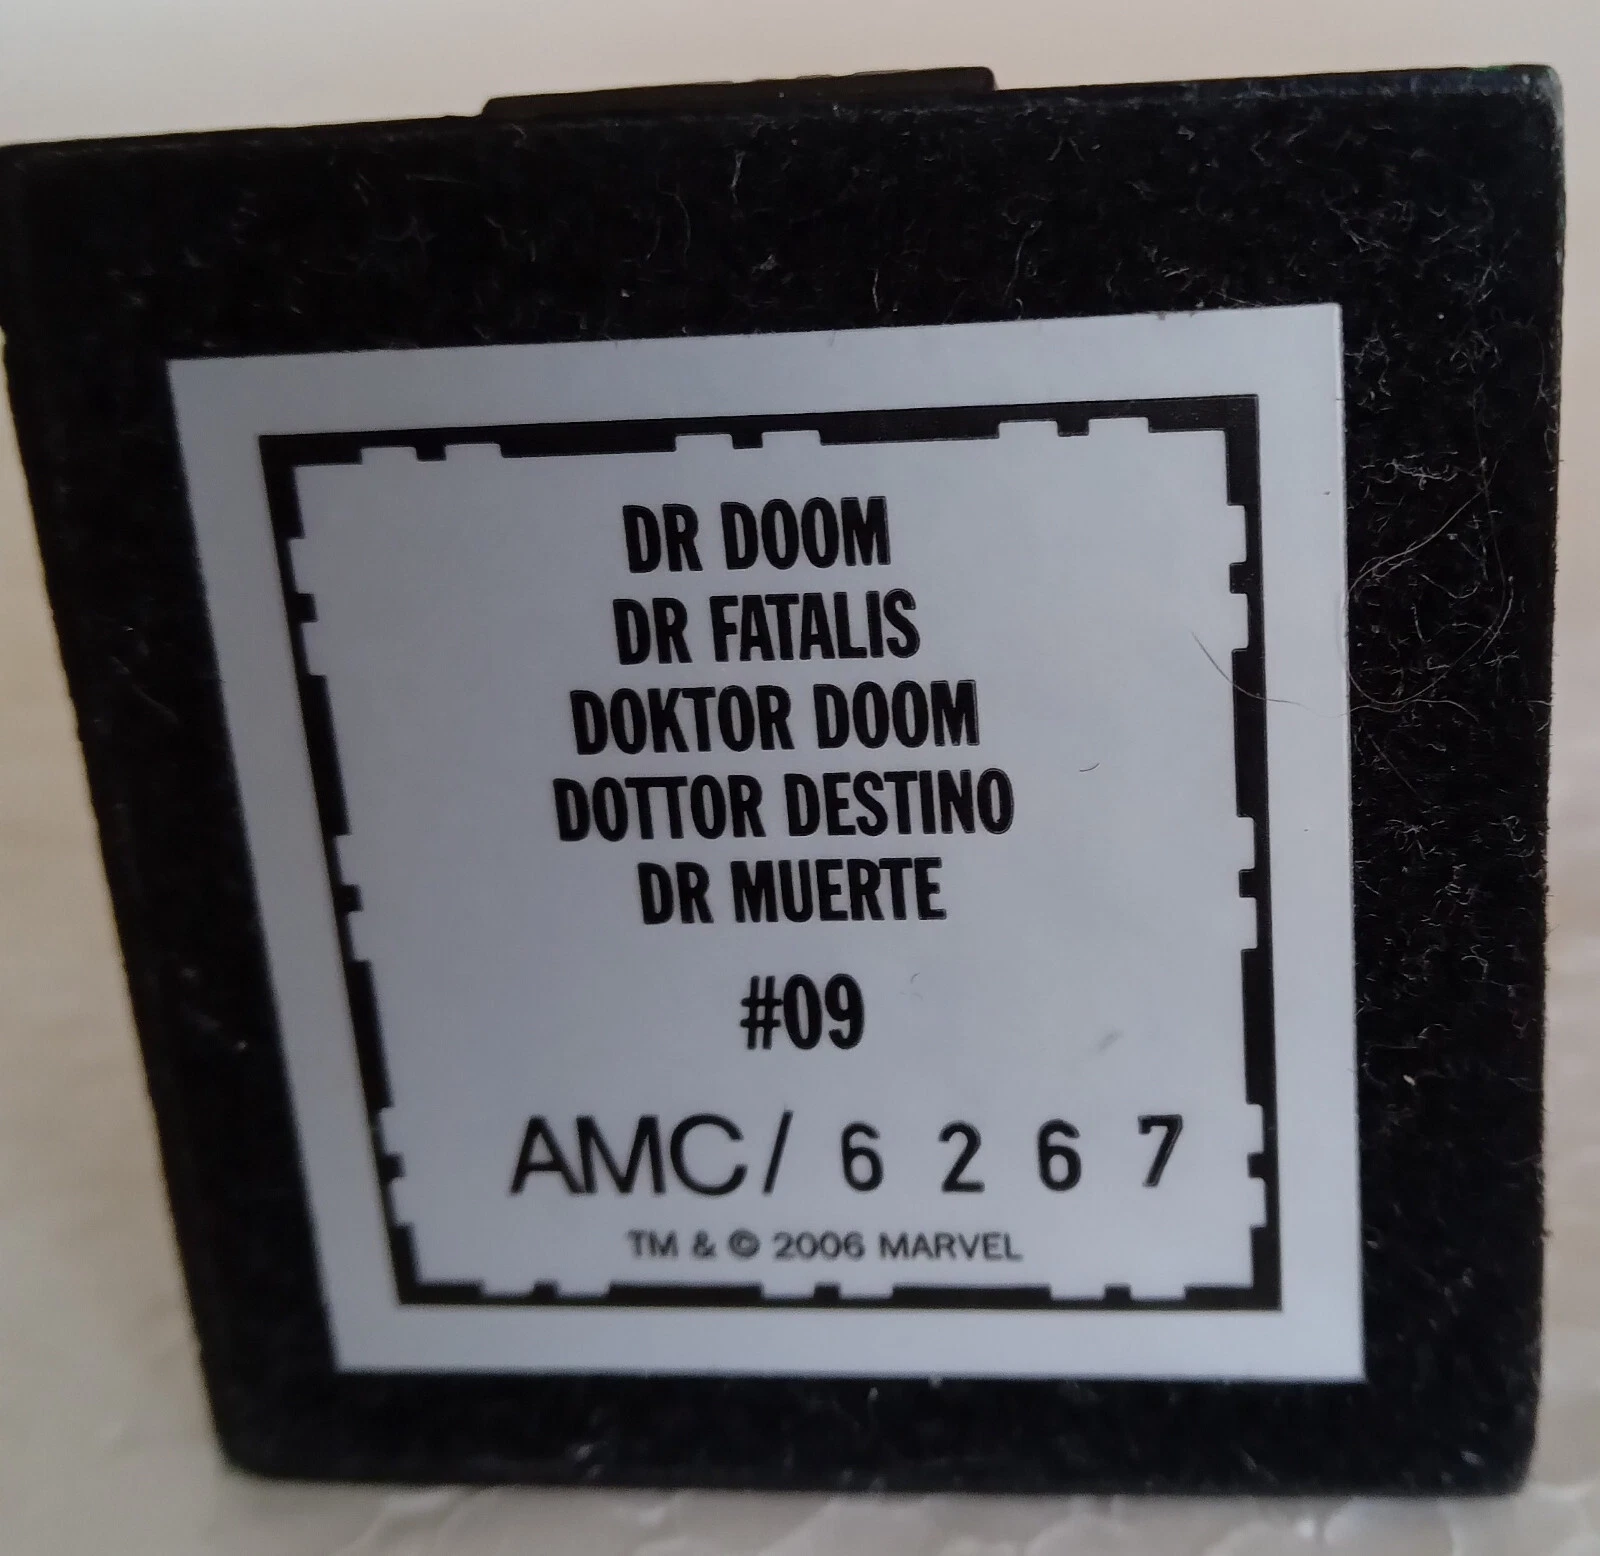 DR DOOM
DR FATALIS
DOKTOR DOOM
DOTTOR DESTINO
DR MUERTE
#09
AMC/ 6 2 6 7
TM & © 2006 MARVEL